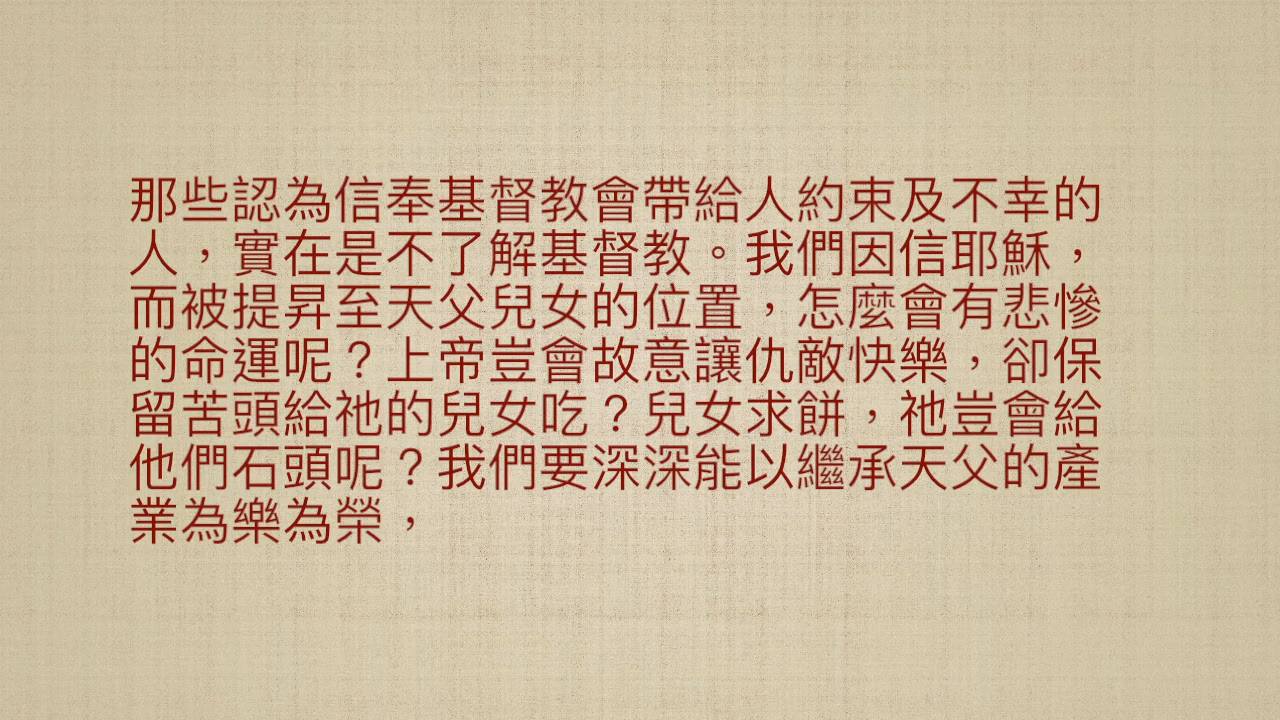 那些認為信奉基督教會帶給人約束及不幸的
人，實在是不了解基督教。我們因信耶穌，
而被提昇至天父兒女的位置，怎麼會有悲慘
的命運呢？上帝豈會故意讓仇敵快樂，卻保
留苦頭給祂的兒女吃？兒女求餅，祂豈會給
他們石頭呢？我們要深深能以繼承天父的產
業為樂為榮，